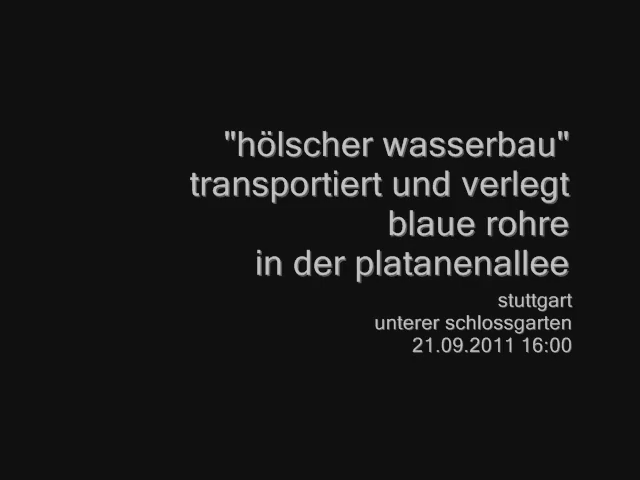 "hölscher wasserbau"
transportiert und verlegt
blaue rohre
in der platanenallee
stuttgart
unterer schlossgarten
21.09.2011 16:00